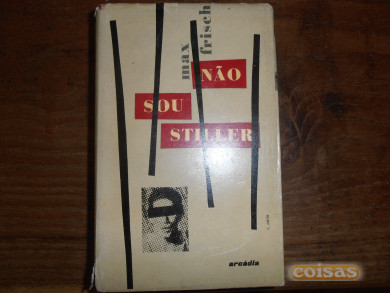 max
frisch
NÃO
SOU
STILLER
arcádia
coisas